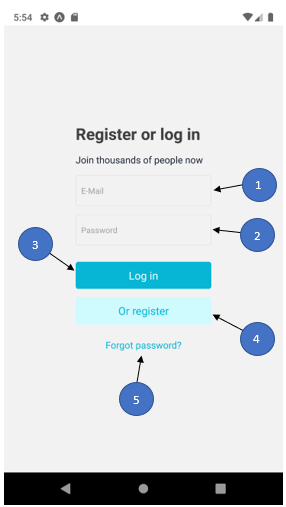 5:54
Register or log in
Join thousands of people now
E-Mail
1
Password
2
3
Log in
Or register
4
Forgot password?
5